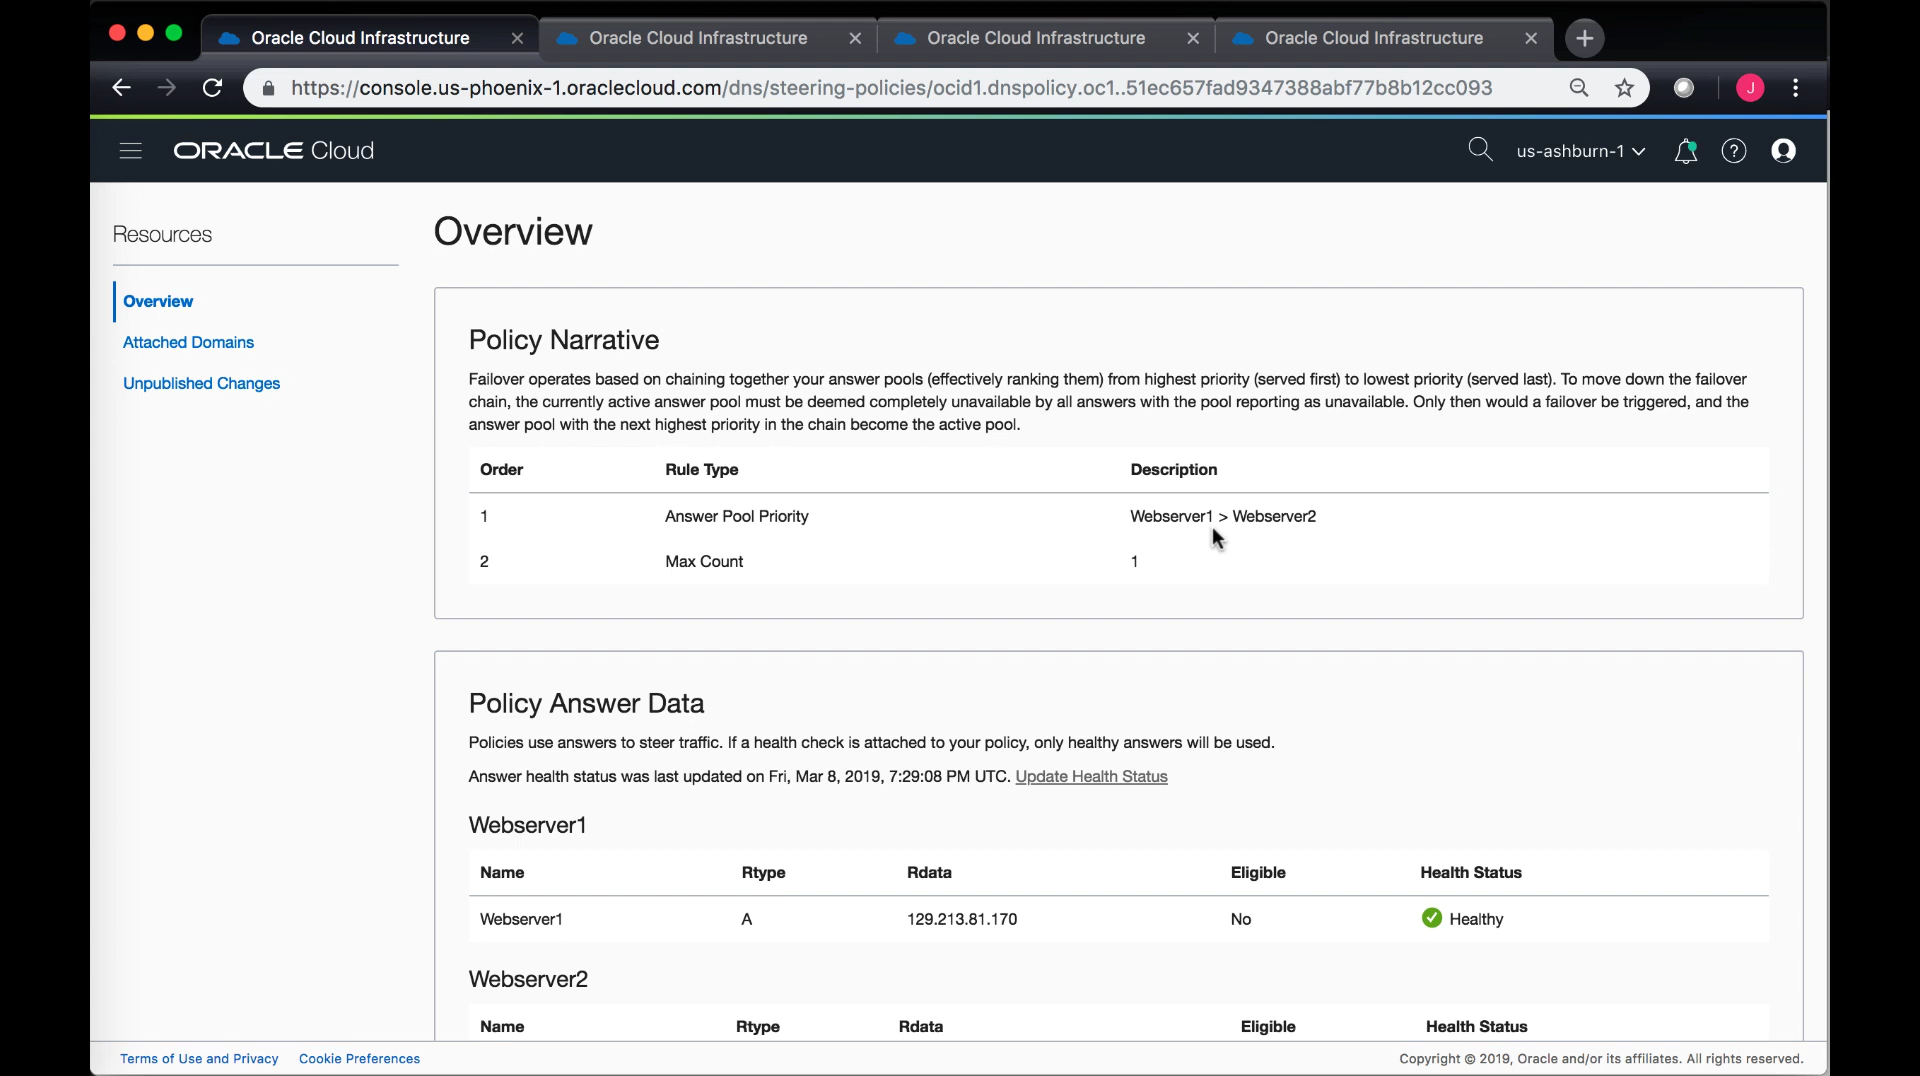 Oracle Cloud Infrastructure
Oracle Cloud Infrastructure
Oracle Cloud Infrastructure
Oracle Cloud Infrastructure
https://console.us-phoenix-1.oraclecloud.com/dns/steering-policies/ocid1.dnspolicy.oc1..51ec657fad9347388abf77b8b12cc093
J
ORACLE Cloud
us-ashburn-1
Resources
Overview
Attached Domains
Unpublished Changes
Overview
Policy Narrative
Failover operates based on chaining together your answer pools (effectively ranking them) from highest priority (served first) to lowest priority (served last). To move down the failover
chain, the currently active answer pool must be deemed completely unavailable by all answers with the pool reporting as unavailable. Only then would a failover be triggered, and the
answer pool with the next highest priority in the chain become the active pool.
Order Rule Type Description
1 Answer Pool Priority Webserver1 > Webserver2
2 Max Count 1
Policy Answer Data
Policies use answers to steer traffic. If a health check is attached to your policy, only healthy answers will be used.
Answer health status was last updated on Fri, Mar 8, 2019, 7:29:08 PM UTC. Update Health Status
Webserver1
Name Rtype Rdata Eligible Health Status
Webserver1 A 129.213.81.170 No Healthy
Webserver2
Name Rtype Rdata Eligible Health Status
Terms of Use and Privacy Cookie Preferences Copyright © 2019, Oracle and/or its affiliates. All rights reserved.